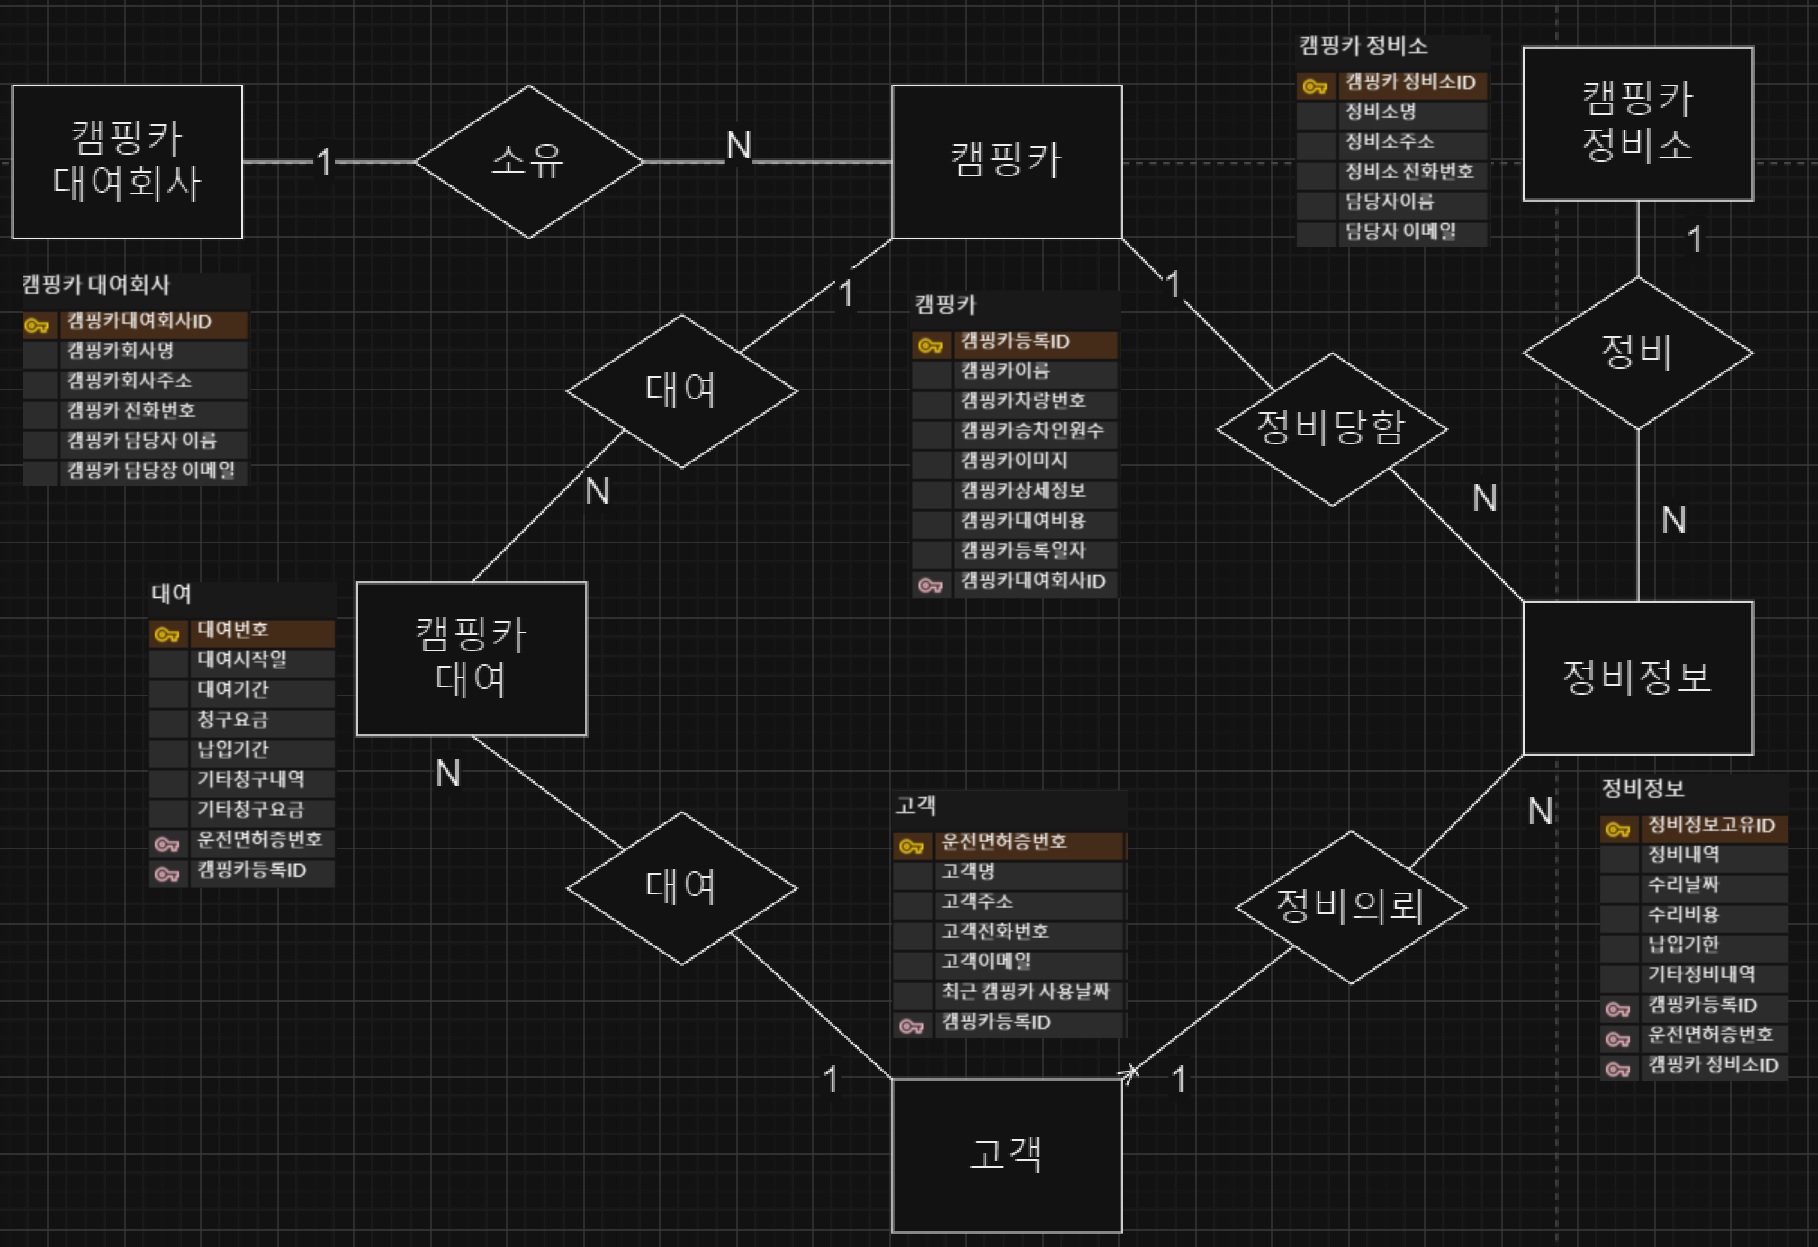 캠핑카
대여회사
1
소유
N
캠핑카
캠핑카 정비소
캠핑카 정비소ID
정비소명
정비소주소
정비소 전화번호
담당자이름
담당자 이메일
캠핑카
정비소
1
정비
N
캠핑카 대여회사
캠핑카대여회사ID
캠핑카회사명
캠핑카회사주소
캠핑카 전화번호
캠핑카 담당자 이름
캠핑카 담당장 이메일
1
대여
N
캠핑카
캠핑카등록ID
캠핑카이름
캠핑카차량번호
캠핑카승차인원수
캠핑카이미지
캠핑카상세정보
캠핑카대여비용
캠핑카등록일자
캠핑카대여회사ID
1
정비당함
N
대여
대여번호
대여시작일
대여기간
청구요금
납입기간
기타청구내역
기타청구요금
운전면허증번호
캠핑카등록ID
캠핑카
대여
N
대여
1
정비정보
N
정비의뢰
1
고객
운전면허증번호
고객명
고객주소
고객전화번호
고객이메일
최근 캠핑카 사용날짜
캠핑카등록ID
정비정보
정비정보고유ID
정비내역
수리날짜
수리비용
납입기한
기타정비내역
캠핑카등록ID
운전면허증번호
캠핑카 정비소ID
고객